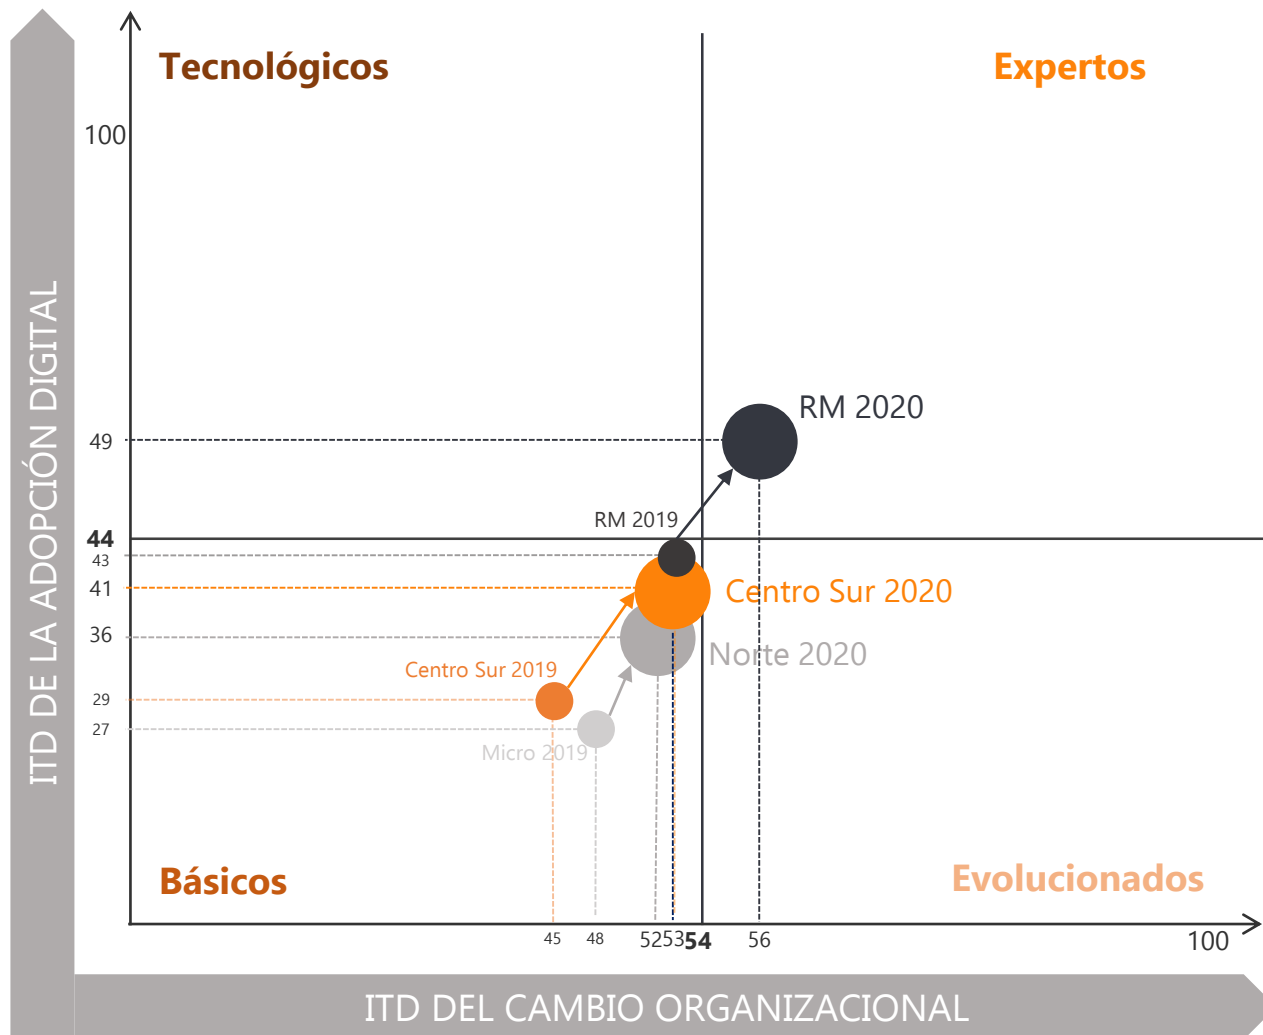 Tecnológicos
Expertos
100
ITD DE LA ADOPCIÓN DIGITAL
RM 2020
49
RM 2019
44
43
41
Centro Sur 2020
36
Norte 2020
Centro Sur 2019
29
27
Micro 2019
Básicos
Evolucionados
45 48 52 53 54 56 100
ITD DEL CAMBIO ORGANIZACIONAL